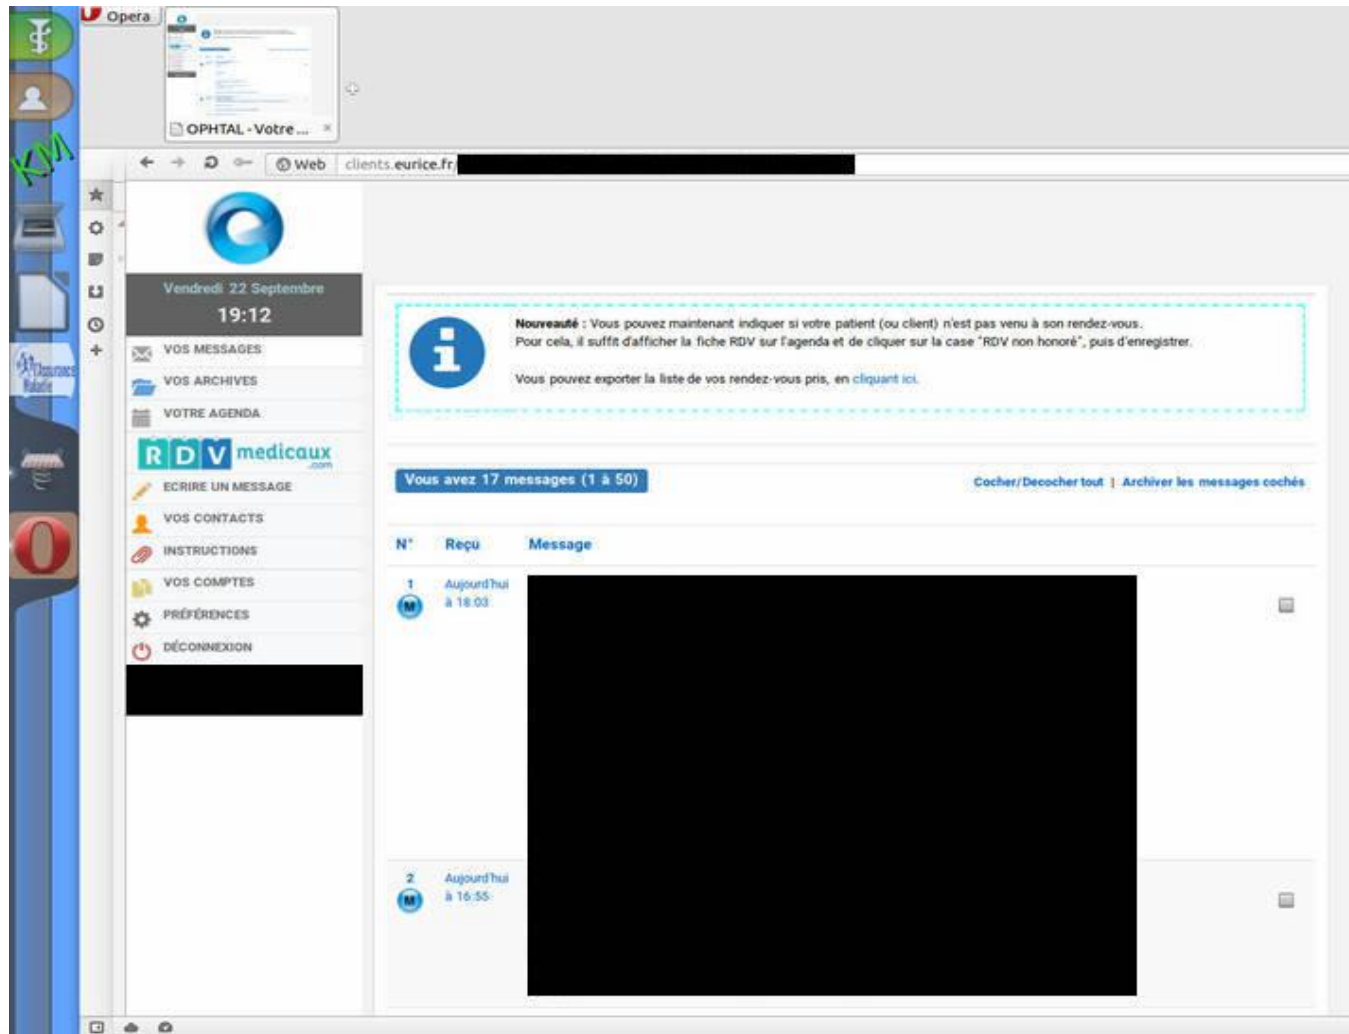 Opera
OPHTAL - Votre ...
KM
Web clients.eurice.fr/
l'Assurance
Maladie
Vendredi 22 Septembre
19:12
VOS MESSAGES
VOS ARCHIVES
VOTRE AGENDA
RDV medicaux
.com
ECRIRE UN MESSAGE
VOS CONTACTS
INSTRUCTIONS
VOS COMPTES
PRÉFÉRENCES
DÉCONNEXION
Nouveauté : Vous pouvez maintenant indiquer si votre patient (ou client) n'est pas venu à son rendez-vous.
Pour cela, il suffit d'afficher la fiche RDV sur l'agenda et de cliquer sur la case "RDV non honoré", puis d'enregistrer.
Vous pouvez exporter la liste de vos rendez-vous pris, en cliquant ici.
Vous avez 17 messages (1 à 50)
Cocher/Decocher tout | Archiver les messages cochés
N° Reçu Message
1 Aujourd'hui
M à 18:03
2 Aujourd'hui
M à 16:55